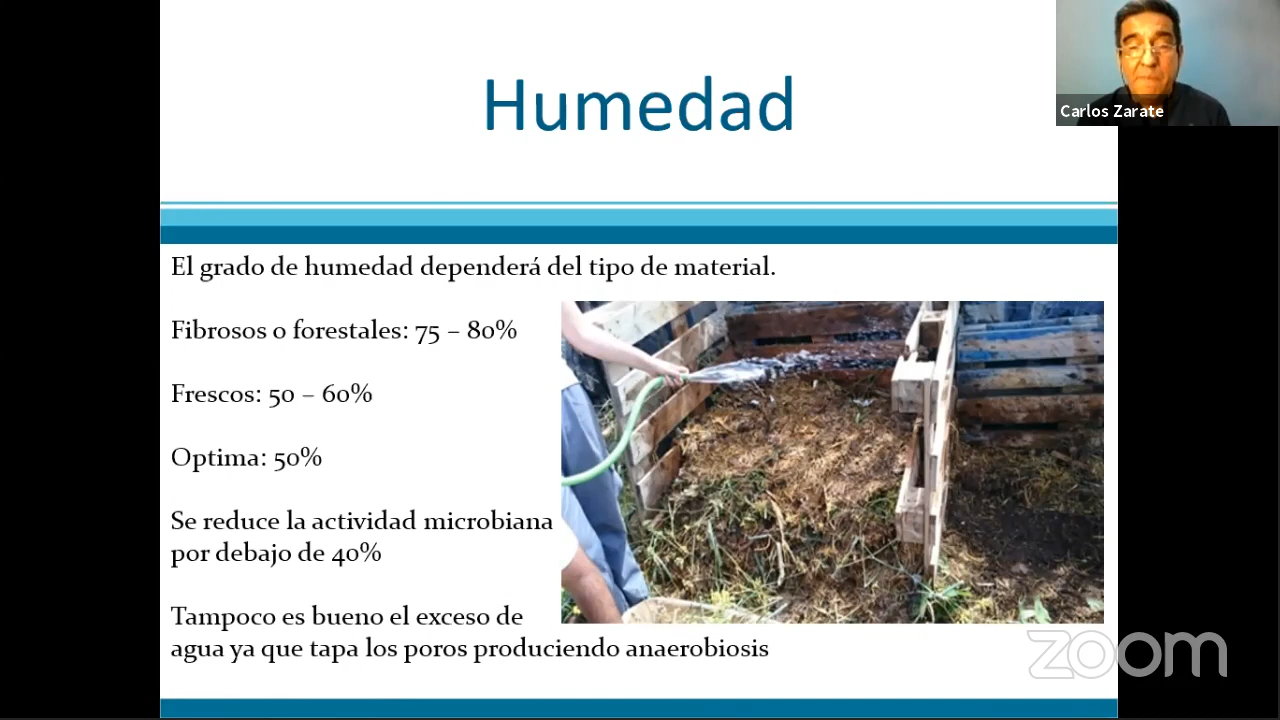 Humedad
Carlos Zarate
El grado de humedad dependerá del tipo de material.
Fibrosos o forestales: 75 – 80%
Frescos: 50 – 60%
Optima: 50%
Se reduce la actividad microbiana
por debajo de 40%
Tampoco es bueno el exceso de
agua ya que tapa los poros produciendo anaerobiosis
zoom